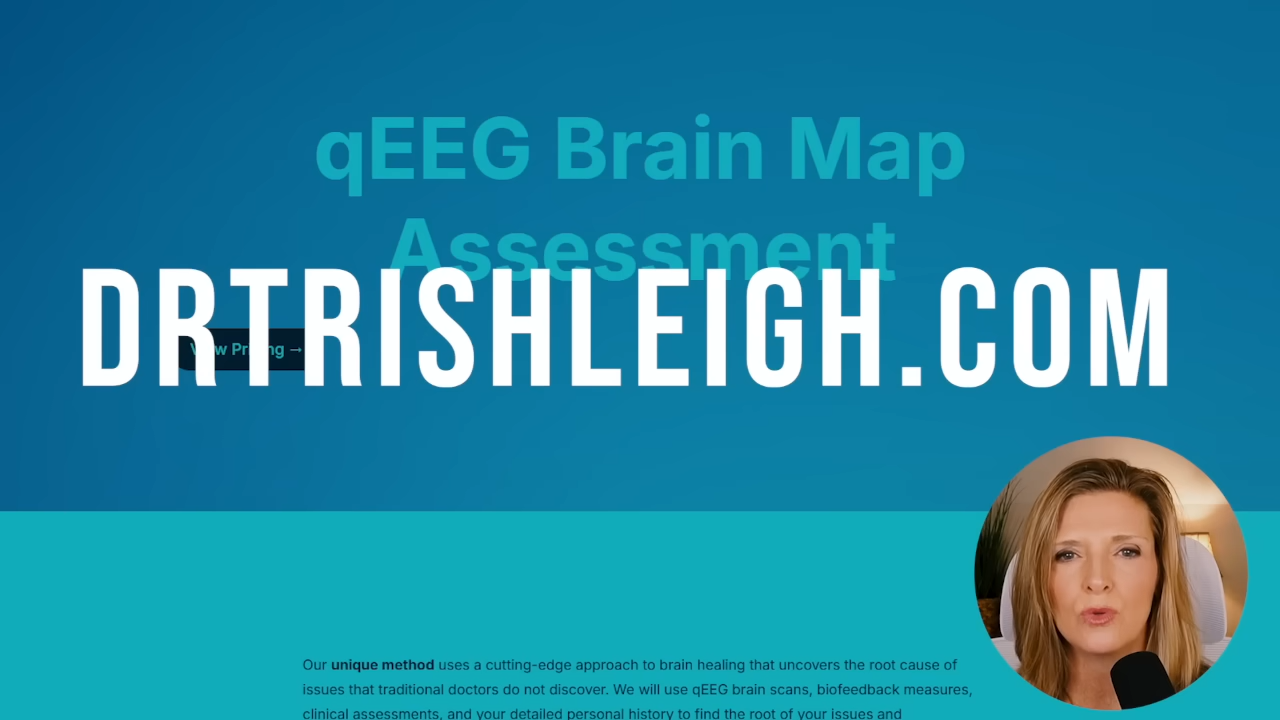 qEEG Brain Map
Assessment
DRTRISHLEIGH.COM
View Pricing →
Our unique method uses a cutting-edge approach to brain healing that uncovers the root cause of
issues that traditional doctors do not discover. We will use qEEG brain scans, biofeedback measures,
clinical assessments, and your detailed personal history to find the root of your issues and